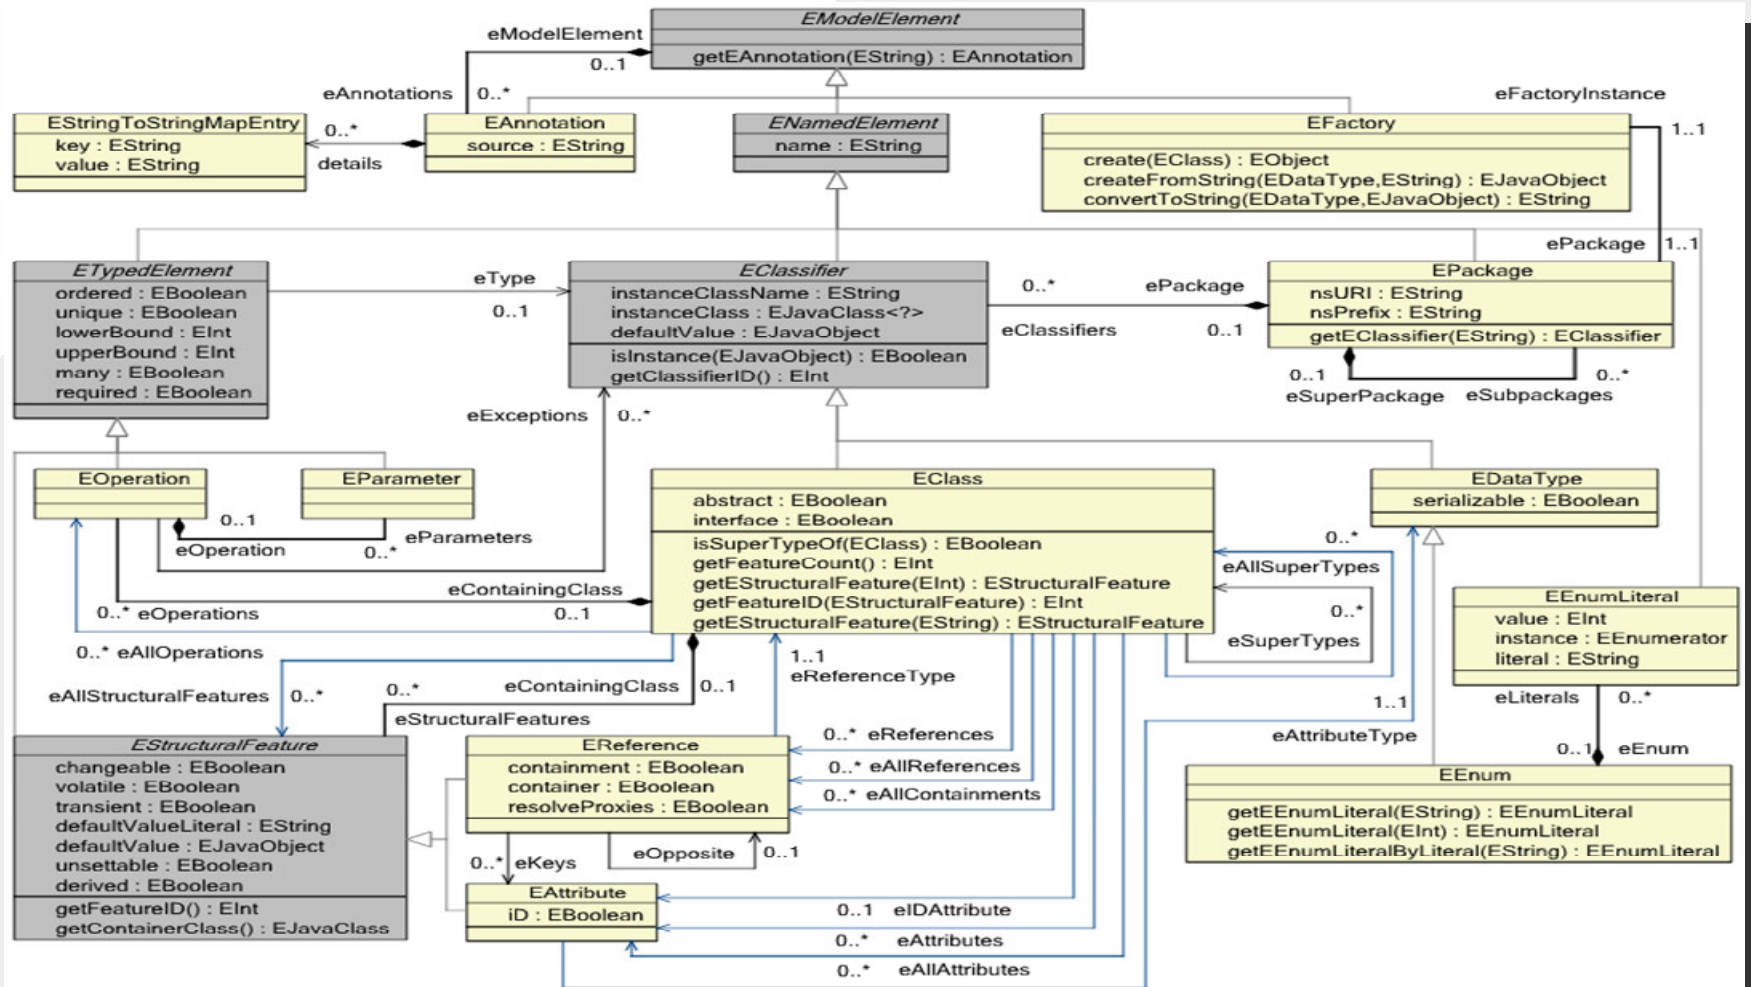 EModelElement
getEAnnotation(EString) : EAnnotation
eModelElement
0..1
eAnnotations
0..*
eFactoryInstance
1..1
EStringToStringMapEntry
key : EString
value : EString
0..*
details
EAnnotation
source : EString
ENamedElement
name : EString
EFactory
create(EClass) : EObject
createFromString(EDataType,EString) : EJavaObject
convertToString(EDataType,EJavaObject) : EString
ePackage
1..1
ETypedElement
ordered : EBoolean
unique : EBoolean
lowerBound : EInt
upperBound : EInt
many : EBoolean
required : EBoolean
eType
0..1
EClassifier
instanceClassName : EString
instanceClass : EJavaClass<?>
defaultValue : EJavaObject
isInstance(EJavaObject) : EBoolean
getClassifierID() : EInt
0..*
ePackage
eClassifiers
0..1
EPackage
nsURI : EString
nsPrefix : EString
getEClassifier(EString) : EClassifier
0..1
0..*
eSuperPackage
eSubpackages
eExceptions
0..*
EOperation
EParameter
0..1
eOperation
0..*
eParameters
EClass
abstract : EBoolean
interface : EBoolean
isSuperTypeOf(EClass) : EBoolean
getFeatureCount() : EInt
getEStructuralFeature(EInt) : EStructuralFeature
getFeatureID(EStructuralFeature) : EInt
getEStructuralFeature(EString) : EStructuralFeature
EDataType
serializable : EBoolean
0..*
eAllSuperTypes
0..*
eSuperTypes
eContainingClass
0..1
0..* eOperations
0..* eAllOperations
EEnumLiteral
value : EInt
instance : EEnumerator
literal : EString
eAllStructuralFeatures
0..*
0..*
eContainingClass
0..1
eStructuralFeatures
1..1
eReferenceType
1..1
eAttributeType
eLiterals
0..*
0..1
eEnum
EStructuralFeature
changeable : EBoolean
volatile : EBoolean
transient : EBoolean
defaultValueLiteral : EString
defaultValue : EJavaObject
unsettable : EBoolean
derived : EBoolean
getFeatureID() : EInt
getContainerClass() : EJavaClass
EReference
containment : EBoolean
container : EBoolean
resolveProxies : EBoolean
0..* eReferences
0..* eAllReferences
0..* eAllContainments
EEnum
getEEnumLiteral(EString) : EEnumLiteral
getEEnumLiteral(EInt) : EEnumLiteral
getEEnumLiteralByLiteral(EString) : EEnumLiteral
0..* eKeys
eOpposite
0..1
EAttribute
iD : EBoolean
0..1 eIDAttribute
0..* eAttributes
0..* eAllAttributes